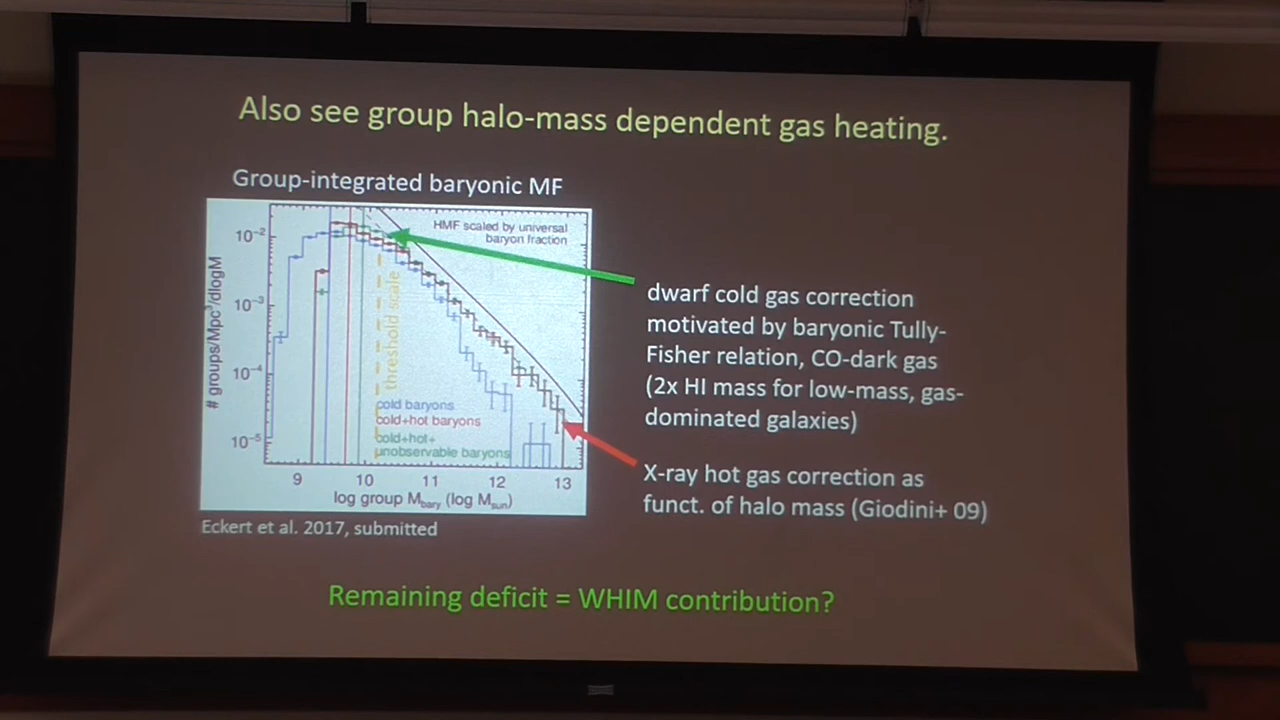 Also see group halo-mass dependent gas heating.
Group-integrated baryonic MF
HMF scaled by universal
baryon fraction
10⁻²
10⁻³
10⁻⁴
10⁻⁵
# groups/Mpc³/dlogM
threshold scale
cold baryons
cold+hot baryons
cold+hot+
unobservable baryons
9 10 11 12 13
log group Mbary (log Msun)
Eckert et al. 2017, submitted
dwarf cold gas correction
motivated by baryonic Tully-
Fisher relation, CO-dark gas
(2x HI mass for low-mass, gas-
dominated galaxies)
X-ray hot gas correction as
funct. of halo mass (Giodini+ 09)
Remaining deficit = WHIM contribution?